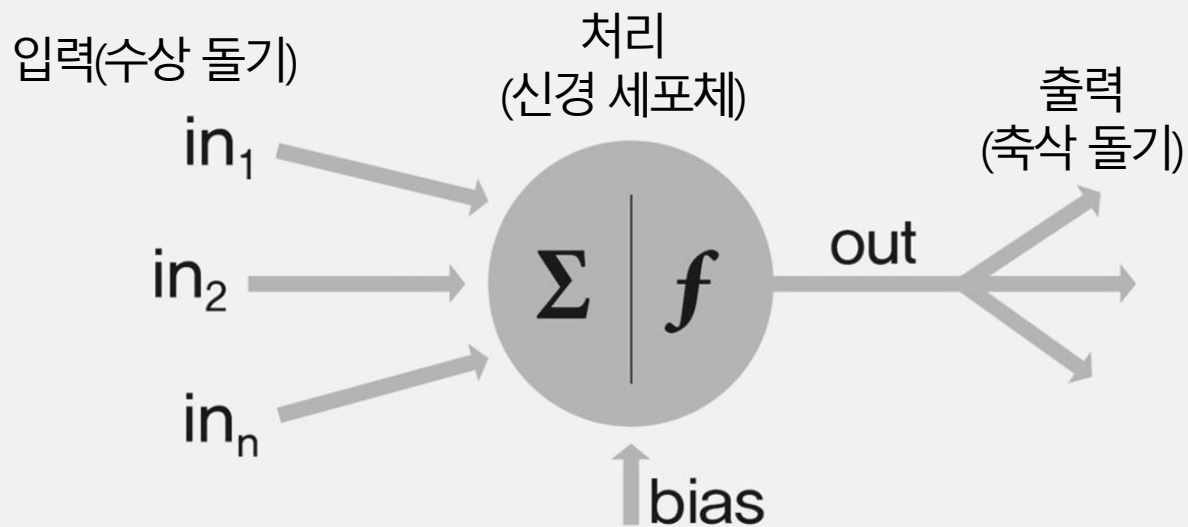 입력(수상 돌기)
처리
(신경 세포체)
출력
(축삭 돌기)
in₁
in₂
inₙ
Σ
f
out
bias